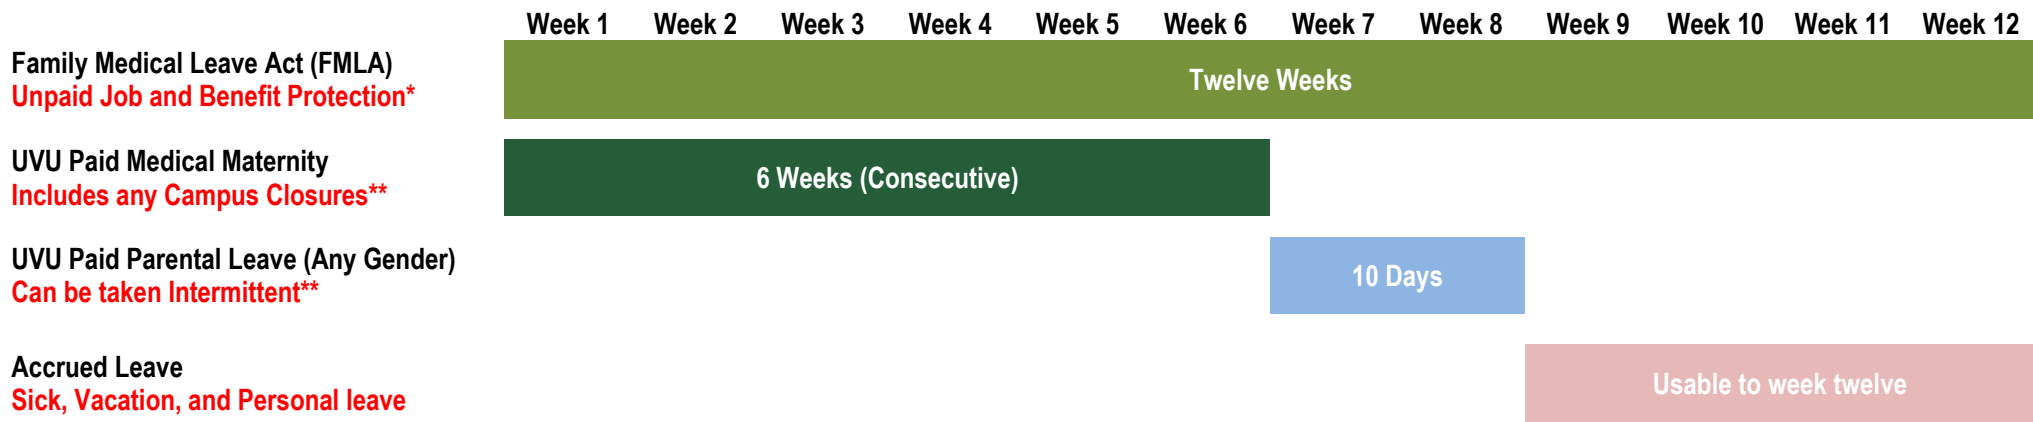 Week 1 Week 2 Week 3 Week 4 Week 5 Week 6 Week 7 Week 8 Week 9 Week 10 Week 11 Week 12
Family Medical Leave Act (FMLA)
Unpaid Job and Benefit Protection*
Twelve Weeks
UVU Paid Medical Maternity
Includes any Campus Closures**
6 Weeks (Consecutive)
UVU Paid Parental Leave (Any Gender)
Can be taken Intermittent**
10 Days
Accrued Leave
Sick, Vacation, and Personal leave
Usable to week twelve